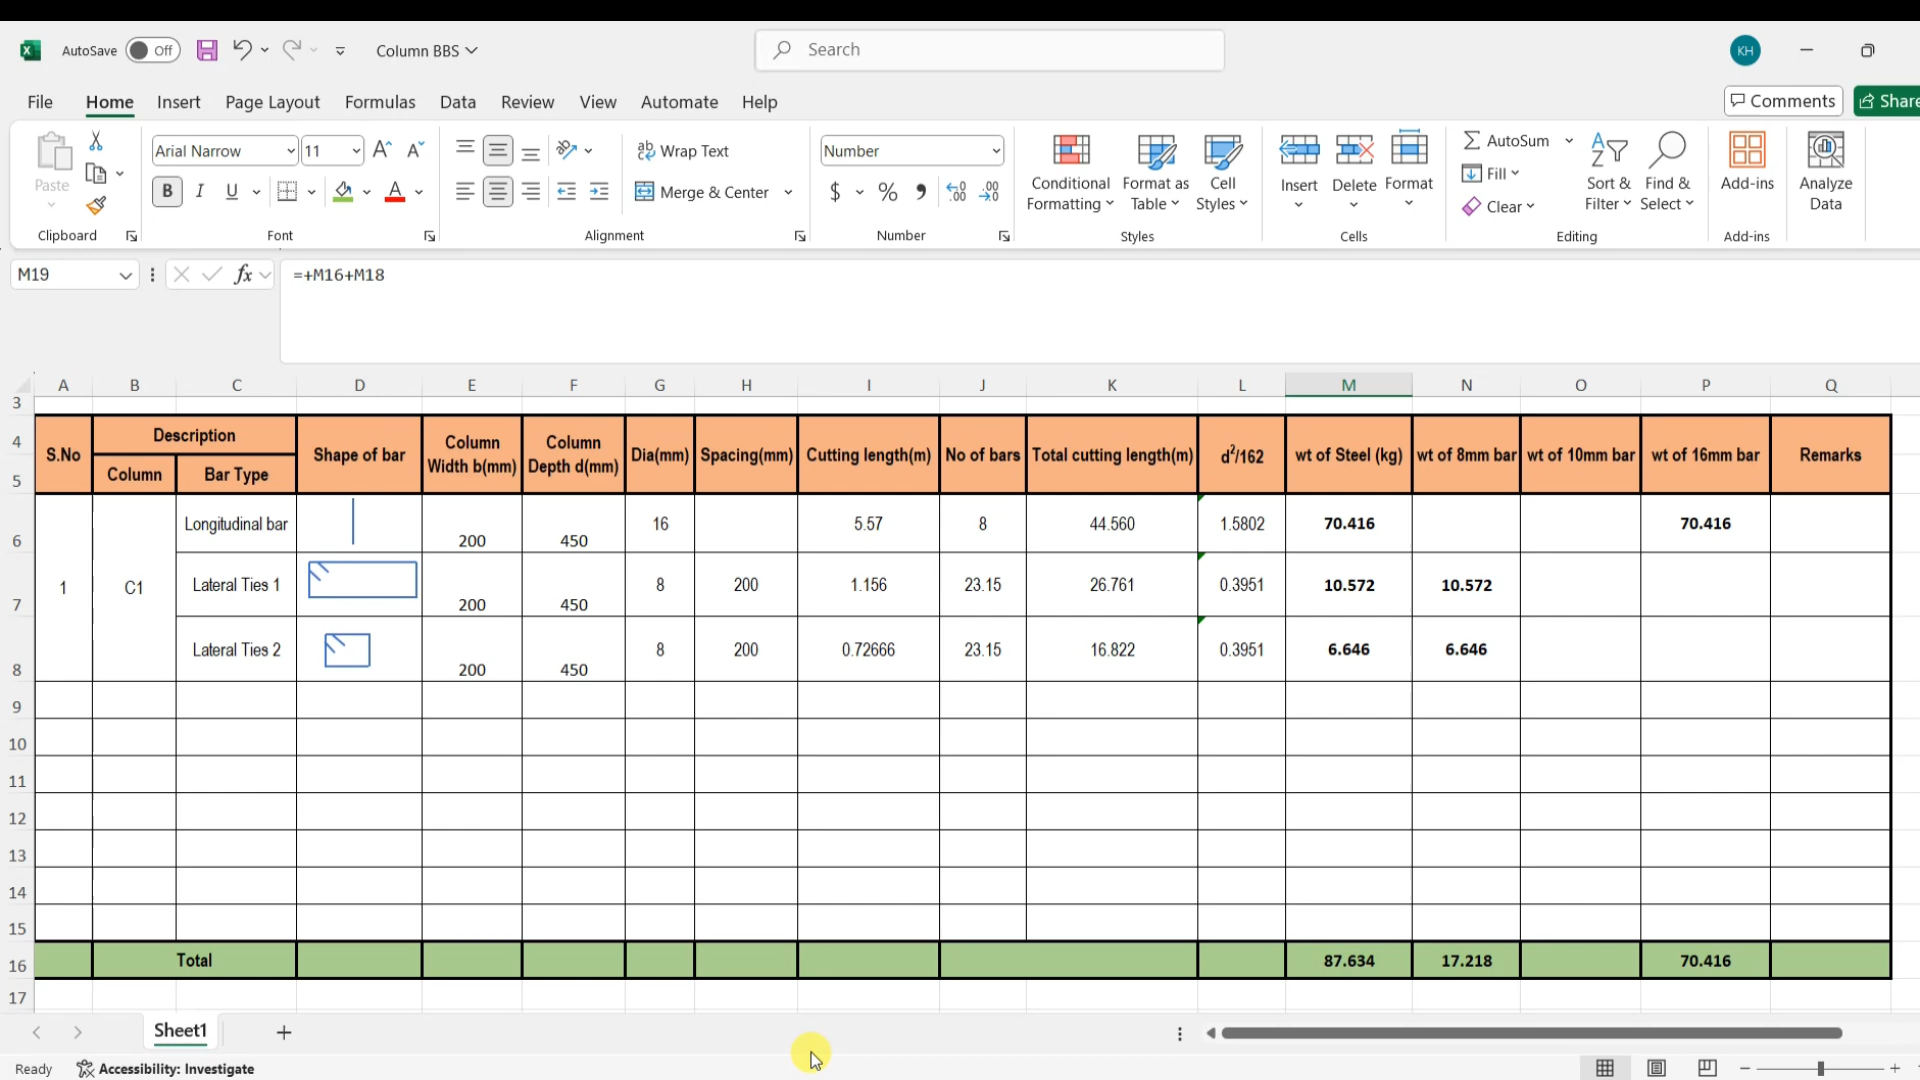 AutoSave Off Column BBS Search KH
File Home Insert Page Layout Formulas Data Review View Automate Help Comments Share
Paste Arial Narrow 11 A A Wrap Text Number Conditional Formatting Format as Table Cell Styles Insert Delete Format AutoSum Fill Clear Sort & Filter Find & Select Add-ins Analyze Data
B I U A Merge & Center $ % , .00
Clipboard Font Alignment Number Styles Cells Editing Add-ins
M19 fx =+M16+M18
A B C D E F G H I J K L M N O P Q
3
4 S.No Description Shape of bar Column Width b(mm) Column Depth d(mm) Dia(mm) Spacing(mm) Cutting length(m) No of bars Total cutting length(m) d²/162 wt of Steel (kg) wt of 8mm bar wt of 10mm bar wt of 16mm bar Remarks
5 Column Bar Type
6 Longitudinal bar 200 450 16 5.57 8 44.560 1.5802 70.416 70.416
7 1 C1 Lateral Ties 1 200 450 8 200 1.156 23.15 26.761 0.3951 10.572 10.572
8 Lateral Ties 2 200 450 8 200 0.72666 23.15 16.822 0.3951 6.646 6.646
9
10
11
12
13
14
15
16 Total 87.634 17.218 70.416
17
Sheet1
Ready Accessibility: Investigate